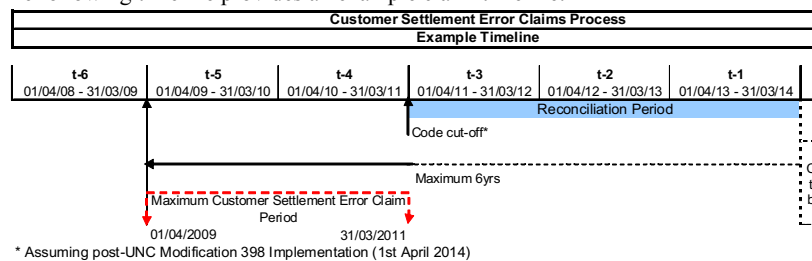 Customer Settlement Error Claims Process
Example Timeline
t-6 t-5 t-4 t-3 t-2 t-1
01/04/08 - 31/03/09 01/04/09 - 31/03/10 01/04/10 - 31/03/11 01/04/11 - 31/03/12 01/04/12 - 31/03/13 01/04/13 - 31/03/14
Reconciliation Period
Code cut-off*
Maximum 6yrs
Maximum Customer Settlement Error Claim
Period
01/04/2009 31/03/2011
* Assuming post-UNC Modification 398 Implementation (1st April 2014)